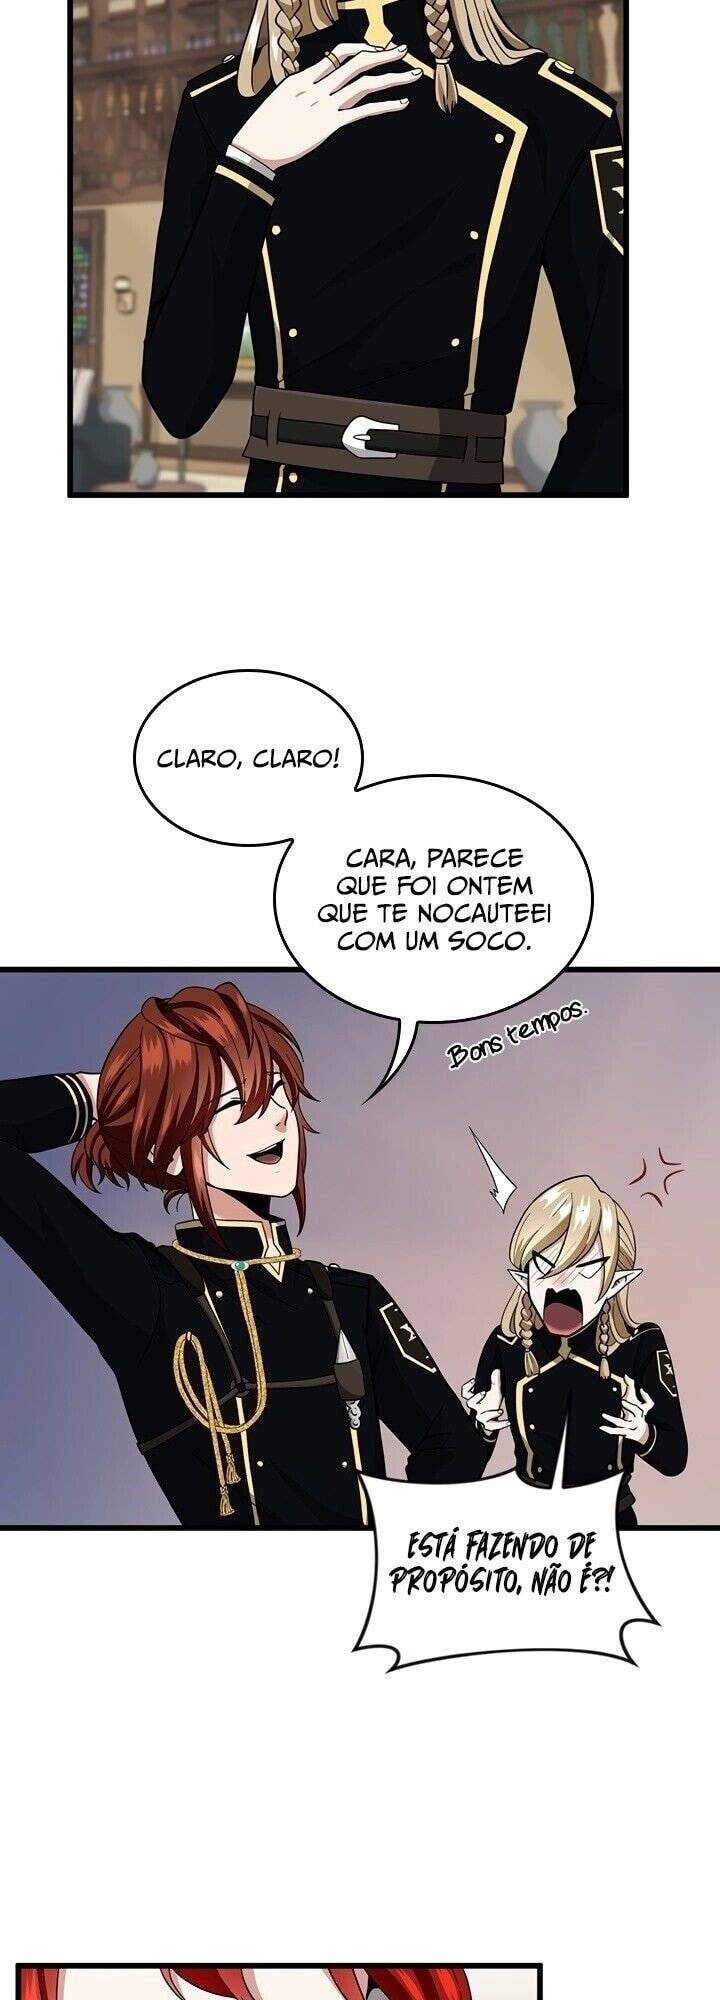 CLARO, CLARO!
CARA, PARECE
QUE FOI ONTEM
QUE TE NOCAUTEEI
COM UM SOCO.
Bons tempos.
ESTÁ FAZENDO DE
PROPÓSITO, NÃO É?!